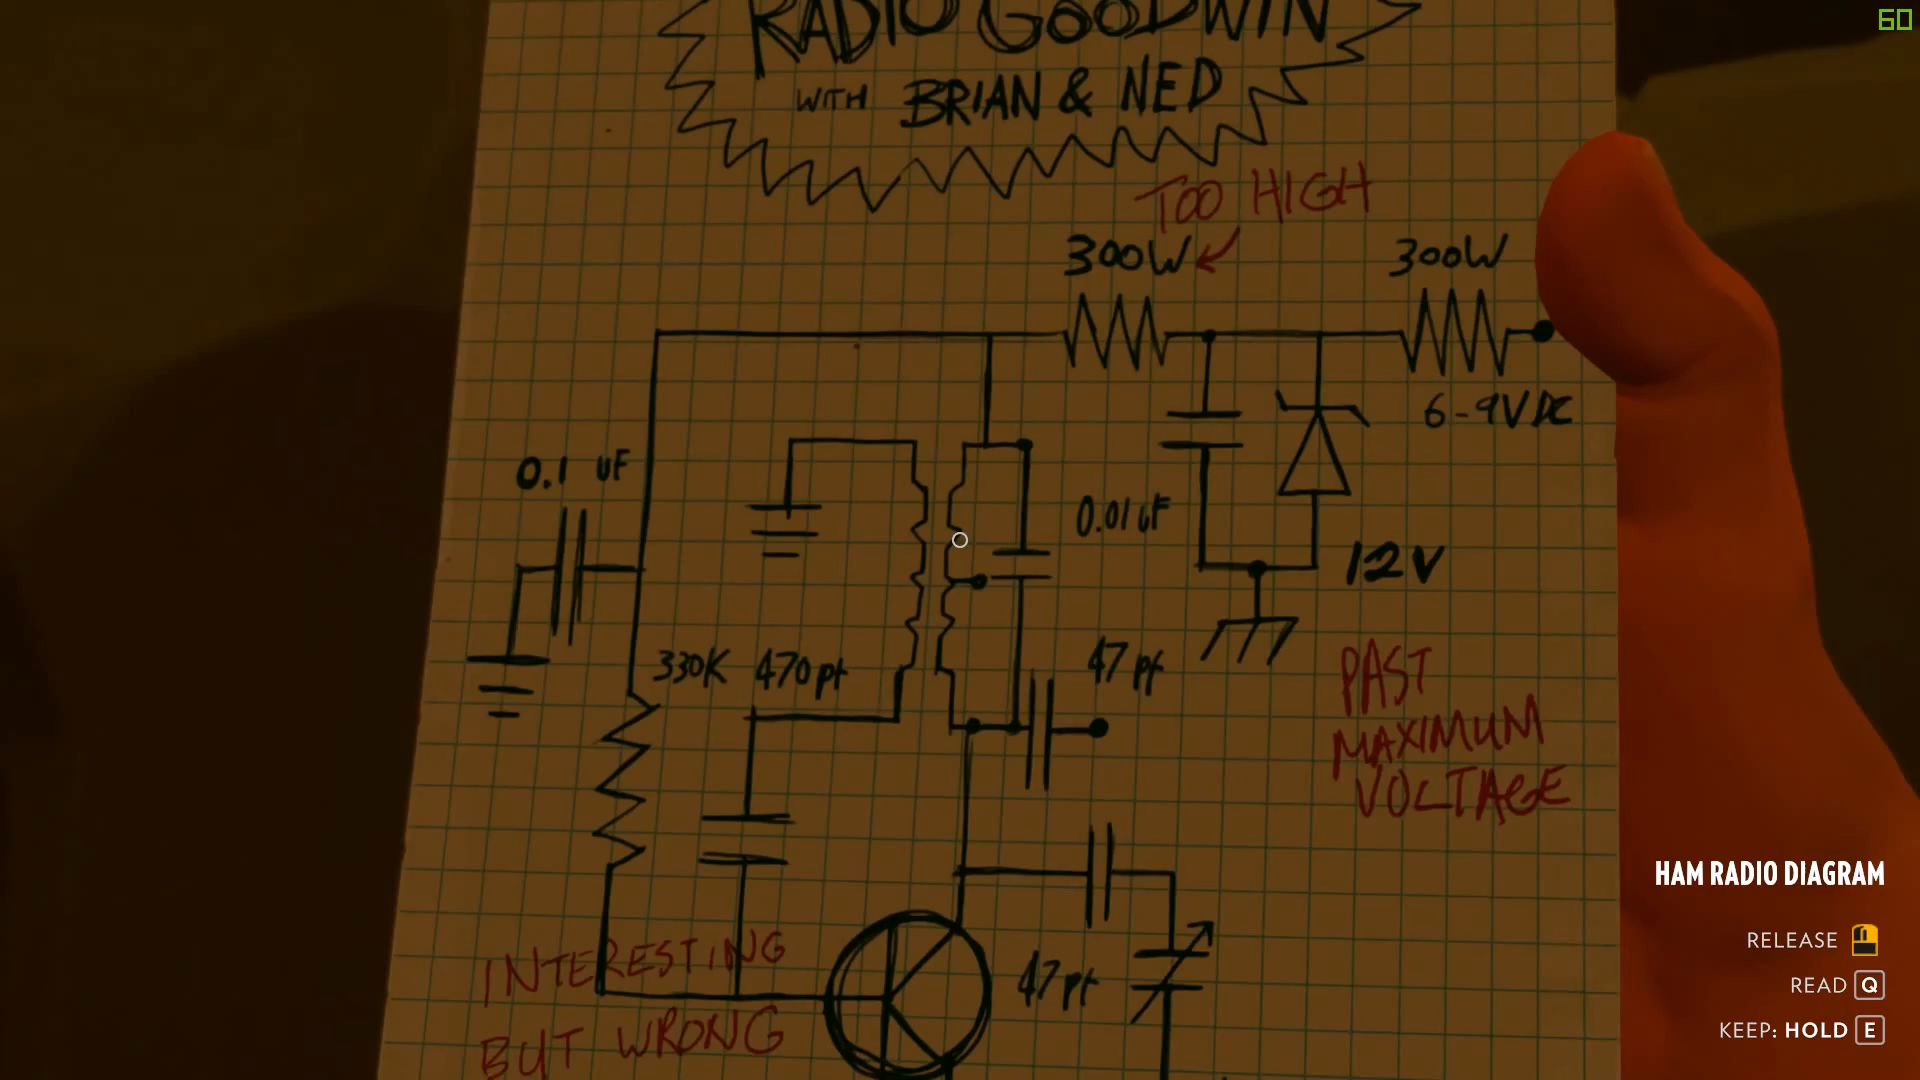 60
RADIO GOODWIN
WITH BRIAN & NED
TOO HIGH
300W
300W
6-9VDC
0.1 uF
0.01uF
12V
330K
470pf
47pf
PAST
MAXIMUM
VOLTAGE
47pf
INTERESTING
BUT WRONG
HAM RADIO DIAGRAM
RELEASE
READ Q
KEEP: HOLD E